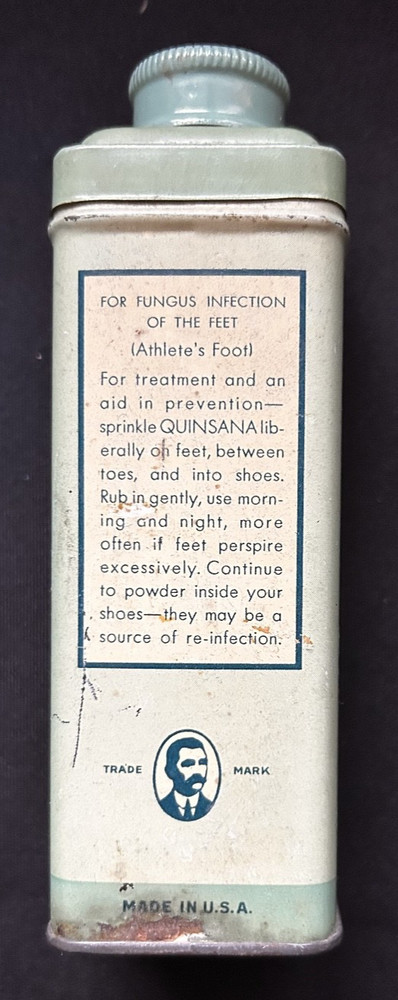 FOR FUNGUS INFECTION
OF THE FEET
(Athlete's Foot)
For treatment and an
aid in prevention—
sprinkle QUINSANA lib-
erally on feet, between
toes, and into shoes.
Rub in gently, use morn-
ing and night, more
often if feet perspire
excessively. Continue
to powder inside your
shoes—they may be a
source of re-infection.
TRADE MARK
MADE IN U.S.A.